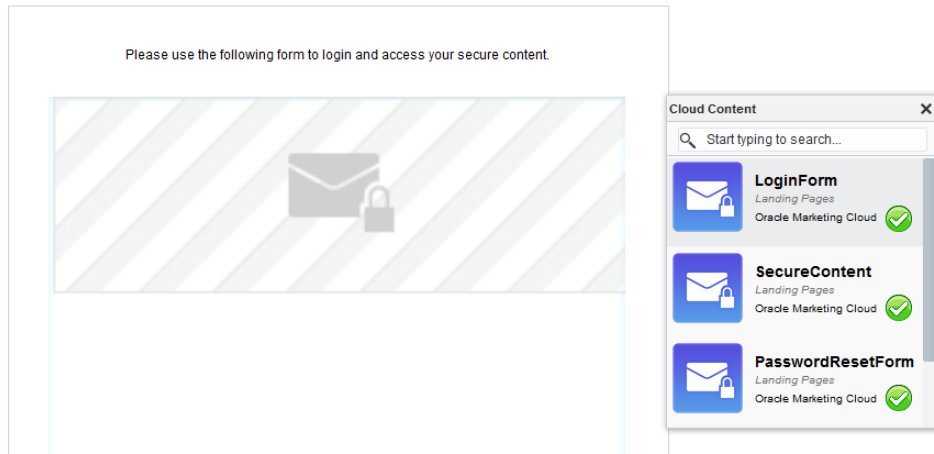 Please use the following form to login and access your secure content.
Cloud Content
Start typing to search...
LoginForm
Landing Pages
Oracle Marketing Cloud
SecureContent
Landing Pages
Oracle Marketing Cloud
PasswordResetForm
Landing Pages
Oracle Marketing Cloud